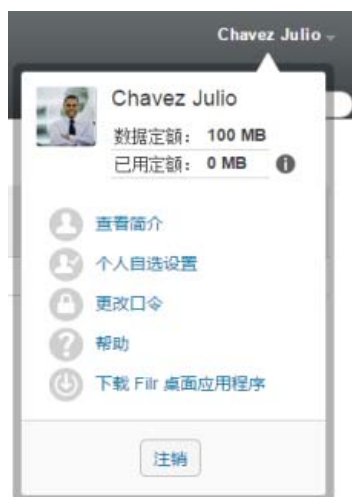 Chavez Julio
Chavez Julio
数据定額： 100 MB
已用定額： 0 MB
查看简介
个人自选设置
更改口令
帮助
下载 Filr 桌面应用程序
注销